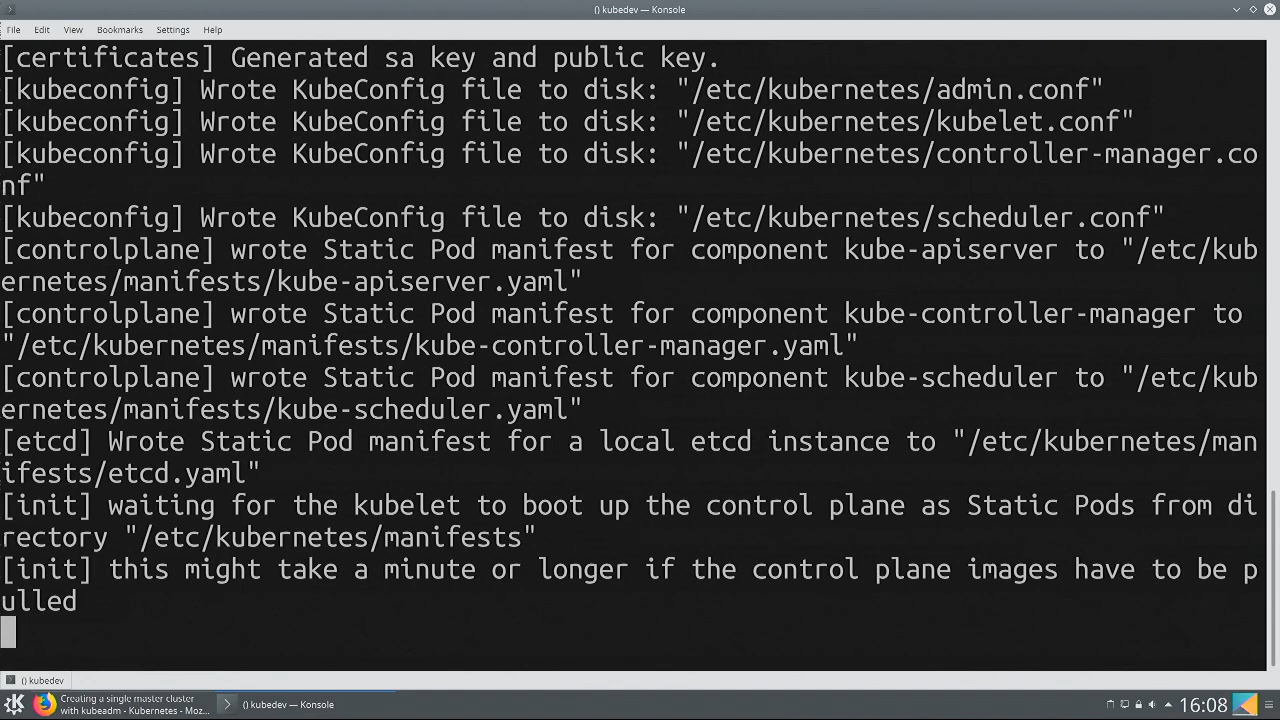 () kubedev — Konsole
File Edit View Bookmarks Settings Help
[certificates] Generated sa key and public key.
[kubeconfig] Wrote KubeConfig file to disk: "/etc/kubernetes/admin.conf"
[kubeconfig] Wrote KubeConfig file to disk: "/etc/kubernetes/kubelet.conf"
[kubeconfig] Wrote KubeConfig file to disk: "/etc/kubernetes/controller-manager.co
nf"
[kubeconfig] Wrote KubeConfig file to disk: "/etc/kubernetes/scheduler.conf"
[controlplane] wrote Static Pod manifest for component kube-apiserver to "/etc/kub
ernetes/manifests/kube-apiserver.yaml"
[controlplane] wrote Static Pod manifest for component kube-controller-manager to
"/etc/kubernetes/manifests/kube-controller-manager.yaml"
[controlplane] wrote Static Pod manifest for component kube-scheduler to "/etc/kub
ernetes/manifests/kube-scheduler.yaml"
[etcd] Wrote Static Pod manifest for a local etcd instance to "/etc/kubernetes/man
ifests/etcd.yaml"
[init] waiting for the kubelet to boot up the control plane as Static Pods from di
rectory "/etc/kubernetes/manifests"
[init] this might take a minute or longer if the control plane images have to be p
ulled
() kubedev
Creating a single master cluster
with kubeadm - Kubernetes - Moz...
() kubedev — Konsole
16:08